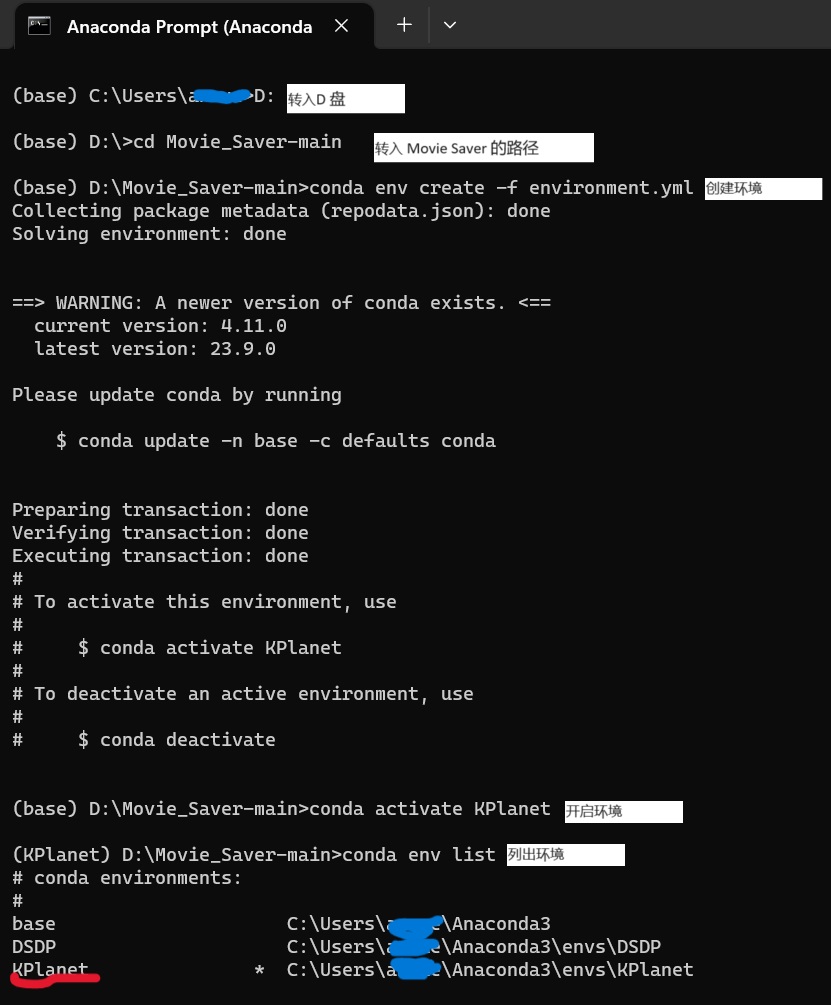 Anaconda Prompt (Anaconda
(base) C:\Users\ >D: 转入D 盘
(base) D:\>cd Movie_Saver-main 转入 Movie Saver 的路径
(base) D:\Movie_Saver-main>conda env create -f environment.yml 创建环境
Collecting package metadata (repodata.json): done
Solving environment: done
==> WARNING: A newer version of conda exists. <==
current version: 4.11.0
latest version: 23.9.0
Please update conda by running
$ conda update -n base -c defaults conda
Preparing transaction: done
Verifying transaction: done
Executing transaction: done
#
# To activate this environment, use
#
# $ conda activate KPlanet
#
# To deactivate an active environment, use
#
# $ conda deactivate
(base) D:\Movie_Saver-main>conda activate KPlanet 开启环境
(KPlanet) D:\Movie_Saver-main>conda env list 列出环境
# conda environments:
#
base C:\Users\ \Anaconda3
DSDP C:\Users\ \Anaconda3\envs\DSDP
KPlanet * C:\Users\ \Anaconda3\envs\KPlanet